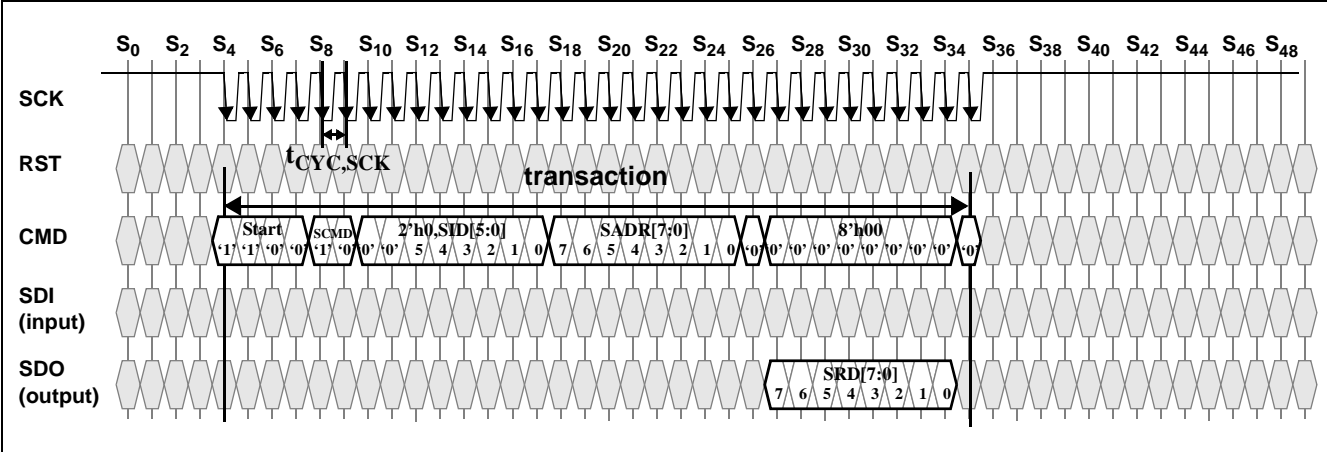 S0 S2 S4 S6 S8 S10 S12 S14 S16 S18 S20 S22 S24 S26 S28 S30 S32 S34 S36 S38 S40 S42 S44 S46 S48
SCK
RST
tCYC,SCK
transaction
CMD
Start SCMD 2'h0,SID[5:0] SADR[7:0] 8'h00
‘1’ ‘1’ ‘0’ ‘0’ ‘1’ ‘0’ ‘0’ ‘0’ 5 4 3 2 1 0 7 6 5 4 3 2 1 0 ‘0’ ‘0’ ‘0’ ‘0’ ‘0’ ‘0’ ‘0’ ‘0’ ‘0’ ‘0’
SDI
(input)
SDO
(output)
SRD[7:0]
7 6 5 4 3 2 1 0